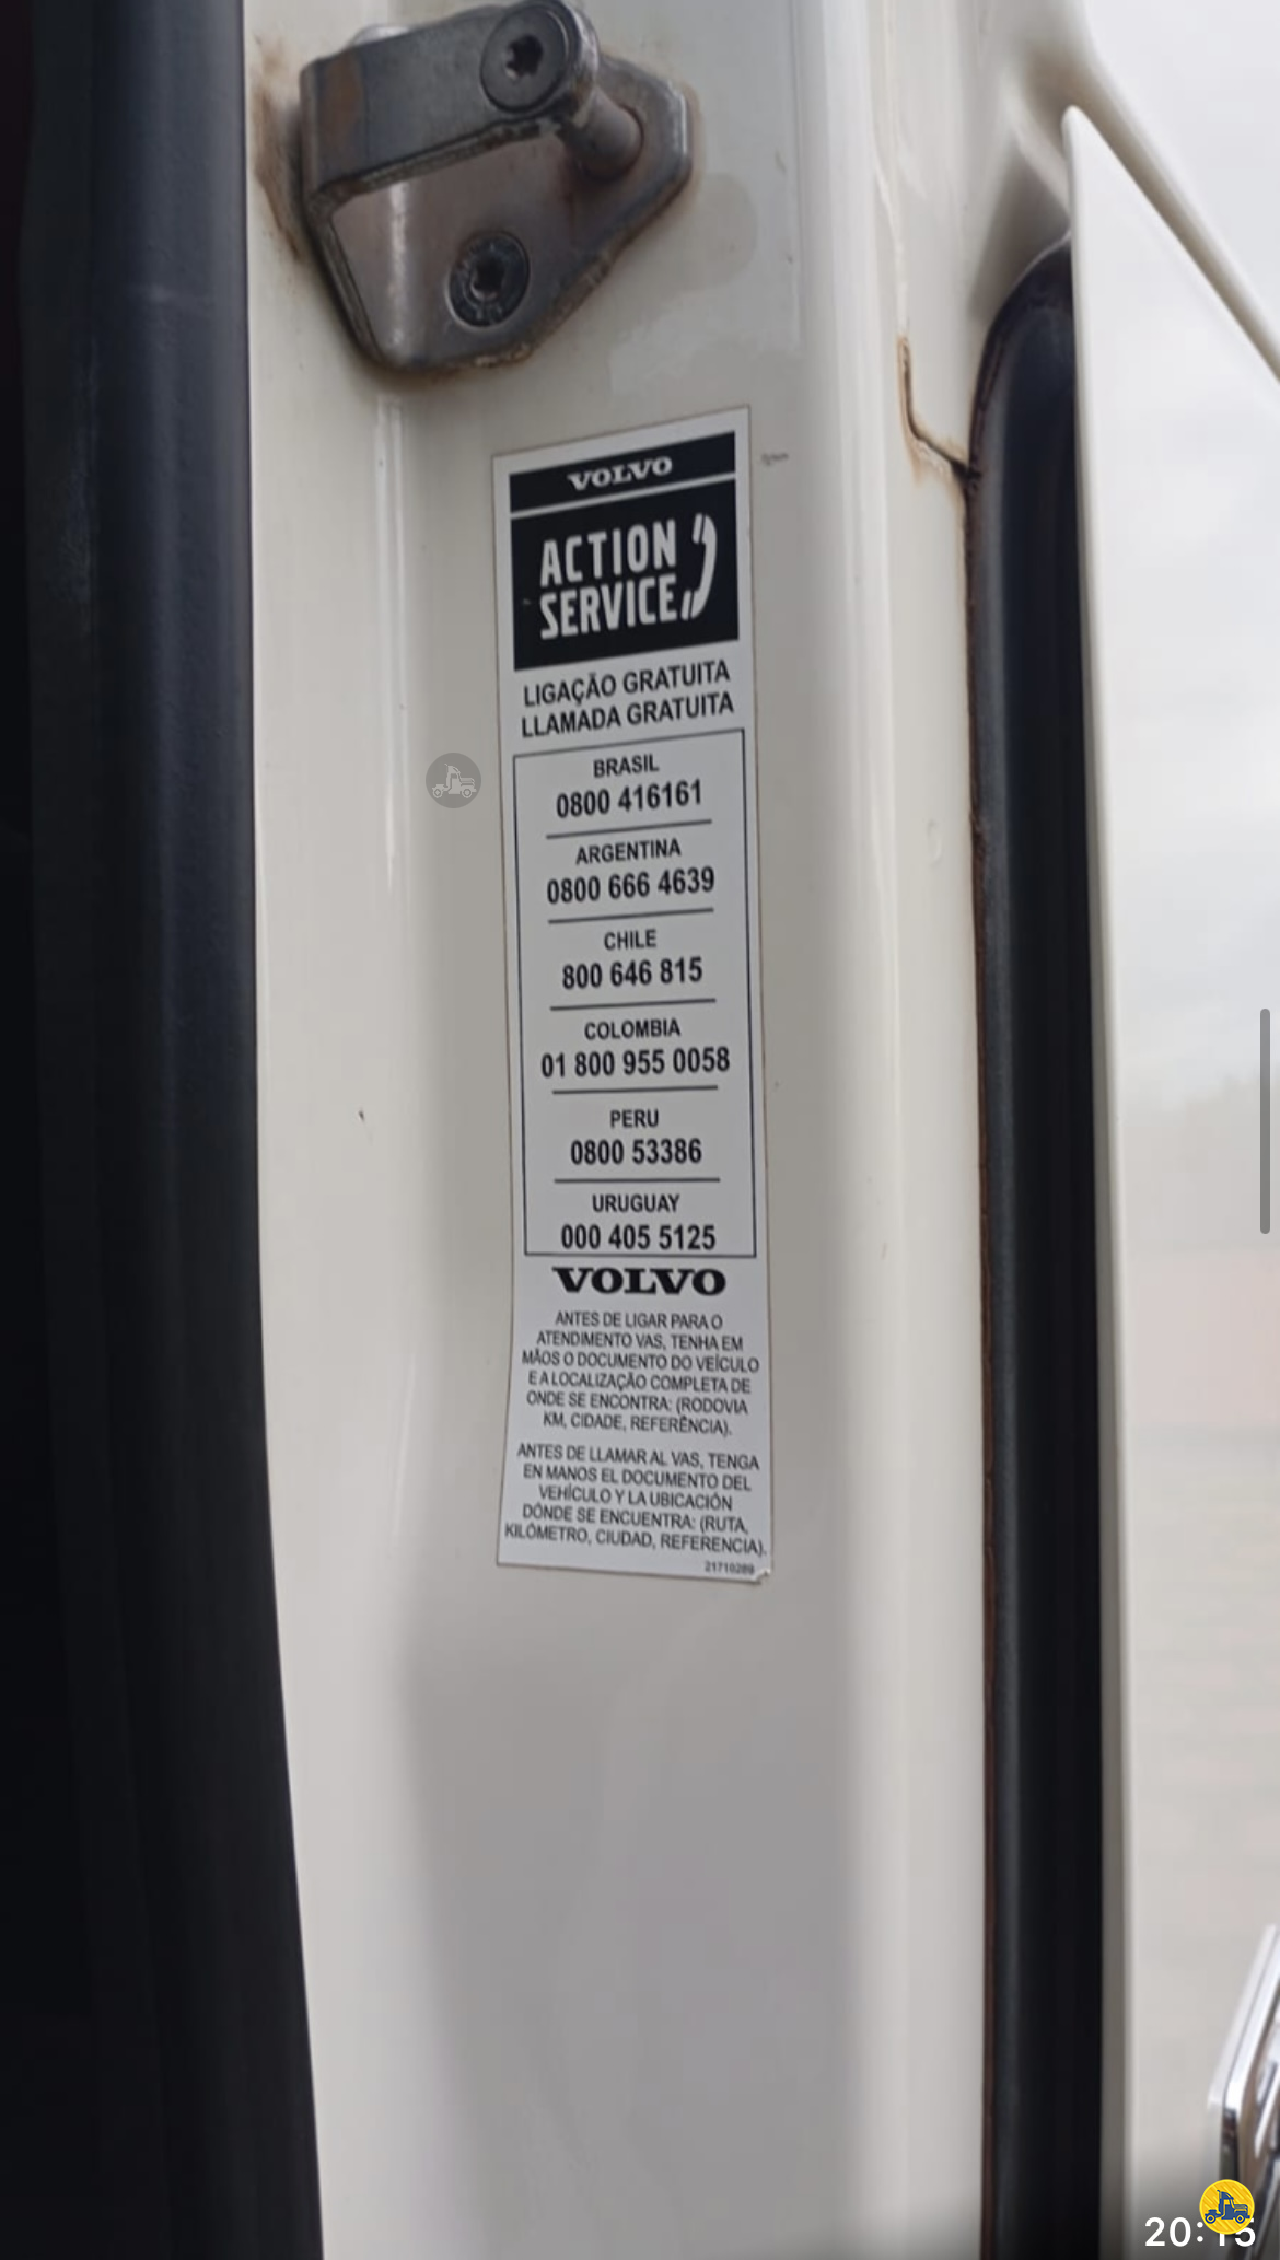 VOLVO
ACTION
SERVICE
LIGAÇÃO GRATUITA
LLAMADA GRATUITA
BRASIL
0800 416161
ARGENTINA
0800 666 4639
CHILE
800 646 815
COLOMBIA
01 800 955 0058
PERU
0800 53386
URUGUAY
000 405 5125
VOLVO
ANTES DE LIGAR PARA O
ATENDIMENTO VAS, TENHA EM
MÃOS O DOCUMENTO DO VEÍCULO
E A LOCALIZAÇÃO COMPLETA DE
ONDE SE ENCONTRA: (RODOVIA
KM, CIDADE, REFERÊNCIA).
ANTES DE LLAMAR AL VAS, TENGA
EN MANOS EL DOCUMENTO DEL
VEHÍCULO Y LA UBICACIÓN
DÓNDE SE ENCUENTRA: (RUTA,
KILÓMETRO, CIUDAD, REFERENCIA).
21710289